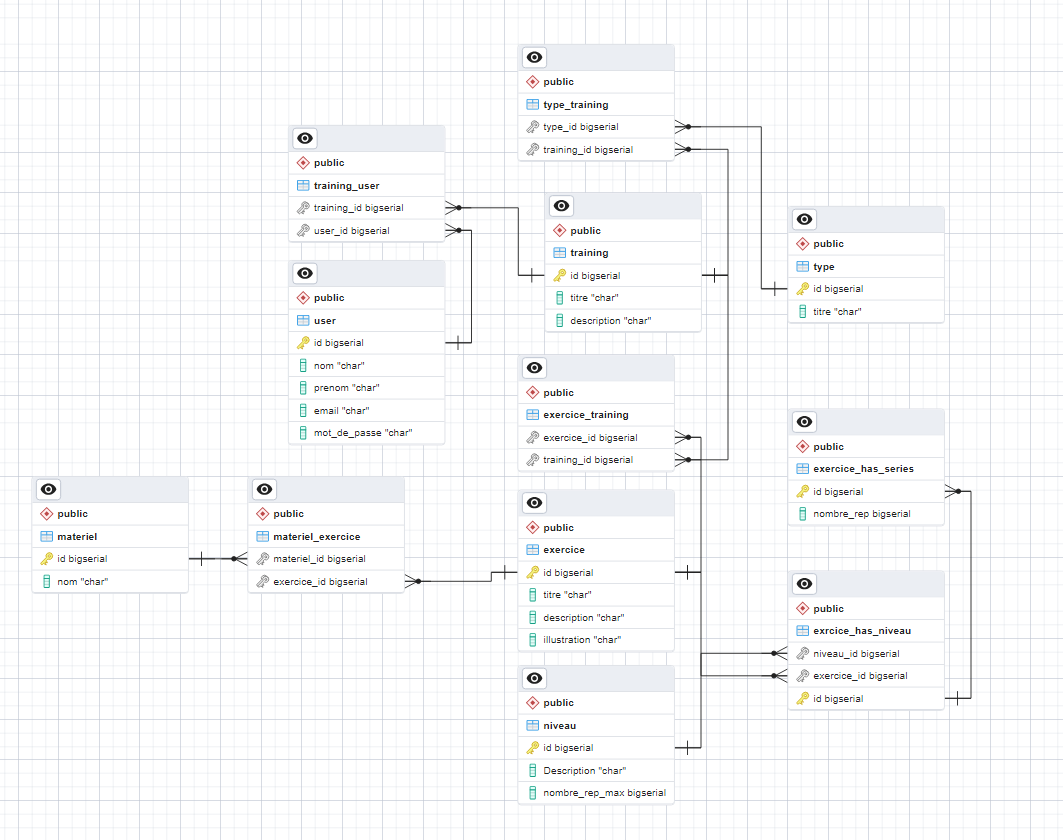 public
type_training
type_id bigserial
training_id bigserial
public
training_user
training_id bigserial
user_id bigserial
public
training
id bigserial
titre "char"
description "char"
public
type
id bigserial
titre "char"
public
user
id bigserial
nom "char"
prenom "char"
email "char"
mot_de_passe "char"
public
exercice_training
exercice_id bigserial
training_id bigserial
public
exercice_has_series
id bigserial
nombre_rep bigserial
public
materiel
id bigserial
nom "char"
public
materiel_exercice
materiel_id bigserial
exercice_id bigserial
public
exercice
id bigserial
titre "char"
description "char"
illustration "char"
public
exrcice_has_niveau
niveau_id bigserial
exercice_id bigserial
id bigserial
public
niveau
id bigserial
Description "char"
nombre_rep_max bigserial